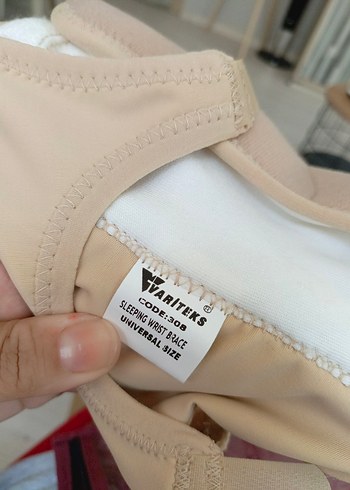 VARITEKS®
CODE:308
SLEEPING WRIST BRACE
UNIVERSAL SIZE